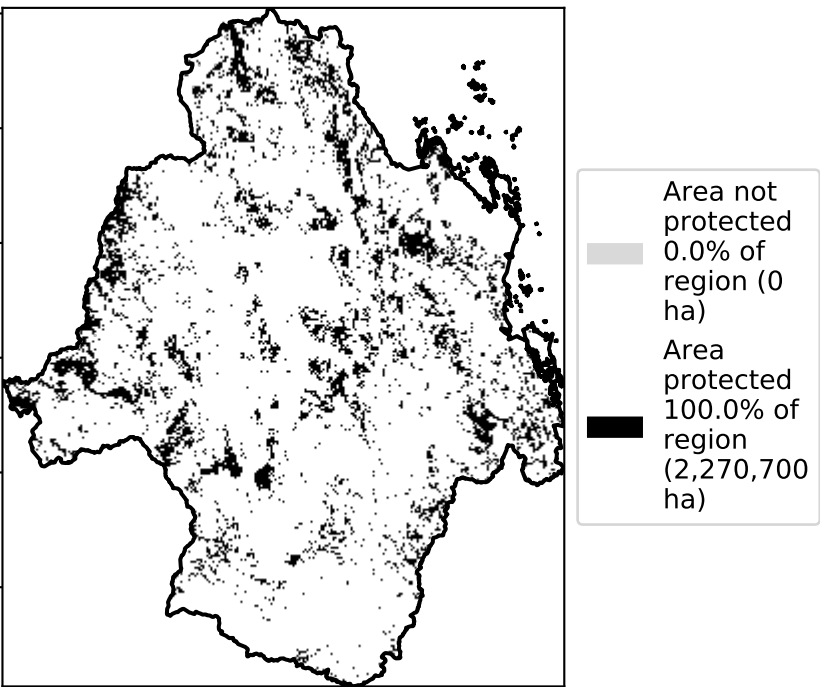 Area not
protected
0.0% of
region (0
ha)
Area
protected
100.0% of
region
(2,270,700
ha)